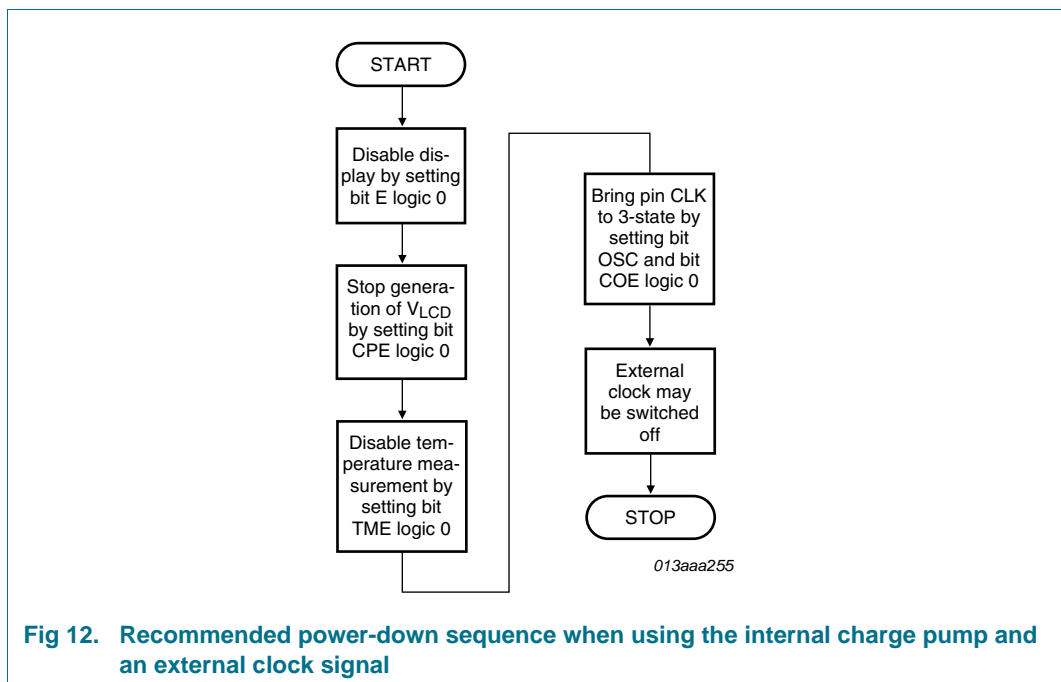 START
Disable dis-
play by setting
bit E logic 0
Stop genera-
tion of VLCD
by setting bit
CPE logic 0
Disable tem-
perature mea-
surement by
setting bit
TME logic 0
Bring pin CLK
to 3-state by
setting bit
OSC and bit
COE logic 0
External
clock may
be switched
off
STOP
013aaa255
Fig 12. Recommended power-down sequence when using the internal charge pump and
an external clock signal